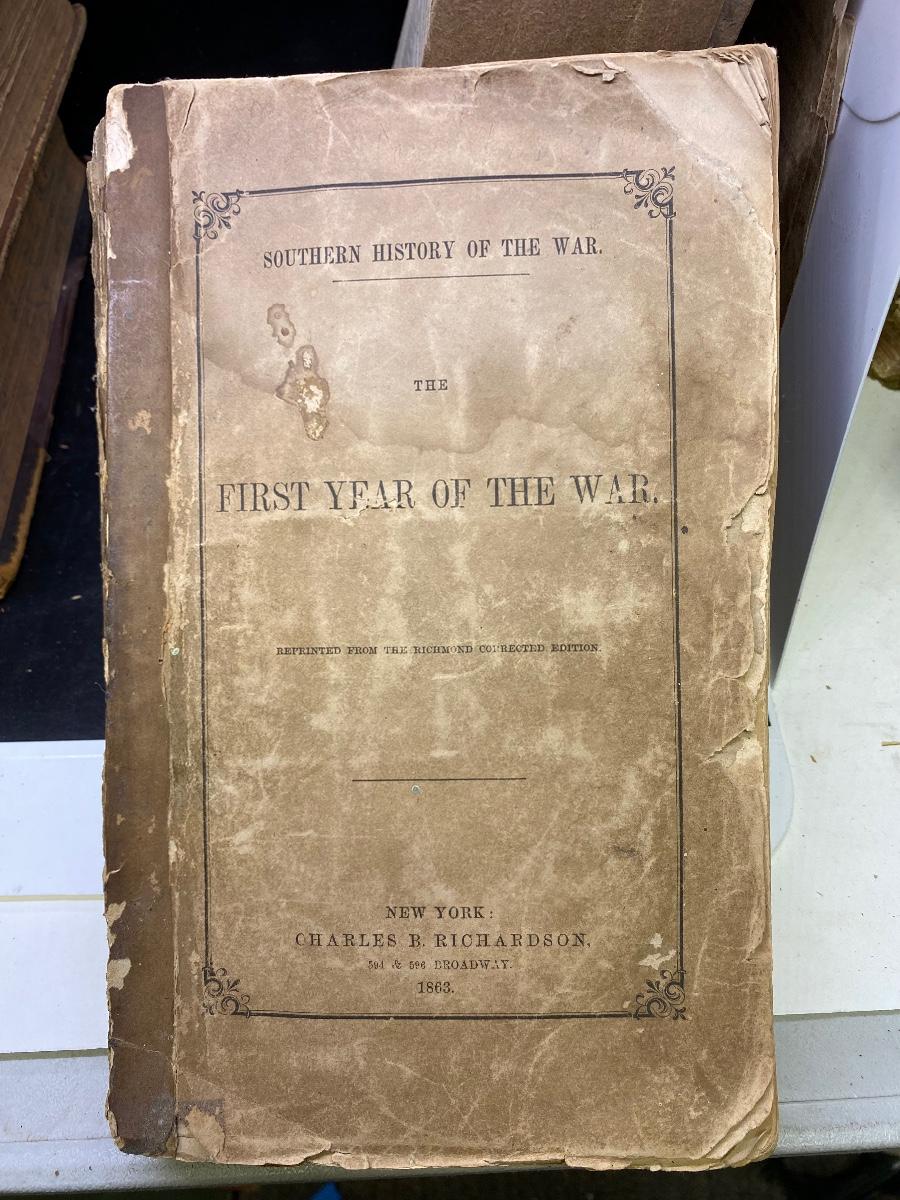 SOUTHERN HISTORY OF THE WAR.
THE
FIRST YEAR OF THE WAR.
REPRINTED FROM THE RICHMOND CORRECTED EDITION.
NEW YORK:
CHARLES B. RICHARDSON,
594 & 596 BROADWAY.
1863.